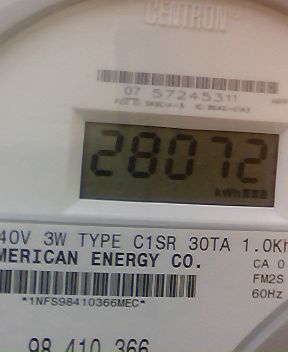 CENTRON
07 57245311
28072
kWh
40V 3W TYPE C1SR 30TA 1.0Kh
MERICAN ENERGY CO.
CA 0
FM2S
60Hz
*1NFS98410366MEC*
98 410 366